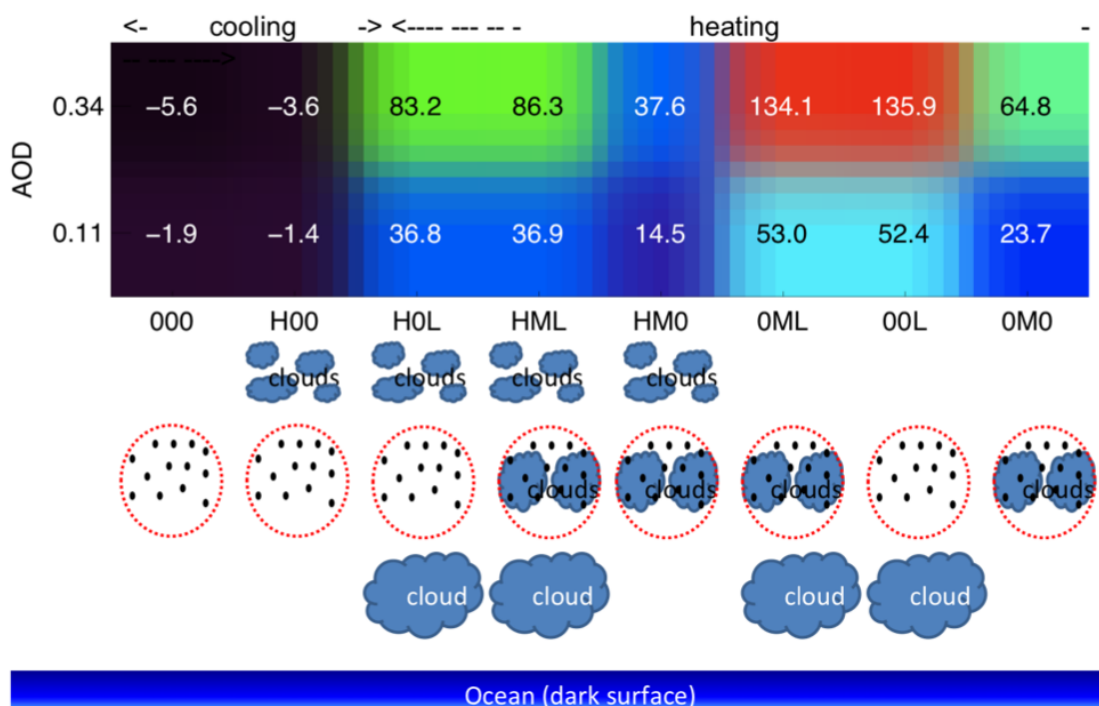 <- cooling -> <---- --- -- - heating -
-- --- ---->
0.34 −5.6 −3.6 83.2 86.3 37.6 134.1 135.9 64.8
AOD
0.11 −1.9 −1.4 36.8 36.9 14.5 53.0 52.4 23.7
000 H00 H0L HML HM0 0ML 00L 0M0
clouds clouds clouds clouds
clouds clouds clouds clouds
cloud cloud cloud cloud
Ocean (dark surface)